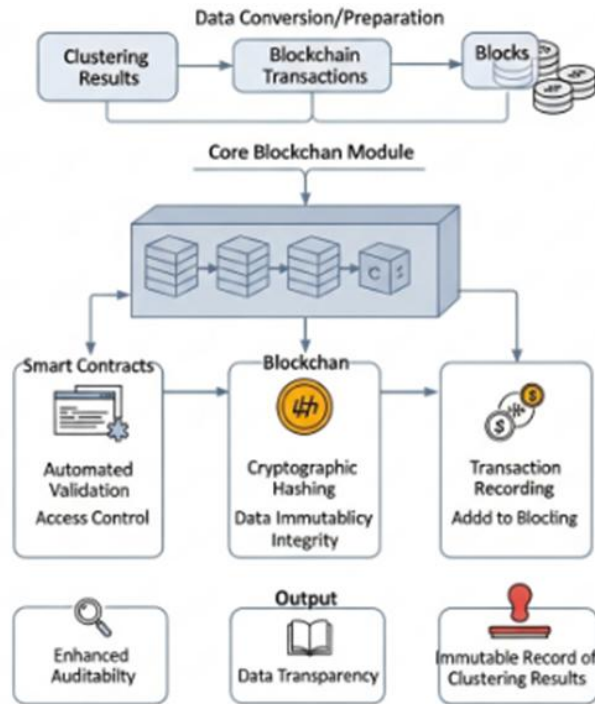 Data Conversion/Preparation
Clustering
Results
Blockchain
Transactions
Blocks
Core Blockchan Module
Smart Contracts
Automated
Validation
Access Control
Blockchan
Cryptographic
Hashing
Data Immutablicy
Integrity
Transaction
Recording
Addd to Blocting
Output
Enhanced
Auditabilty
Data Transparency
Immutable Record of
Clustering Results